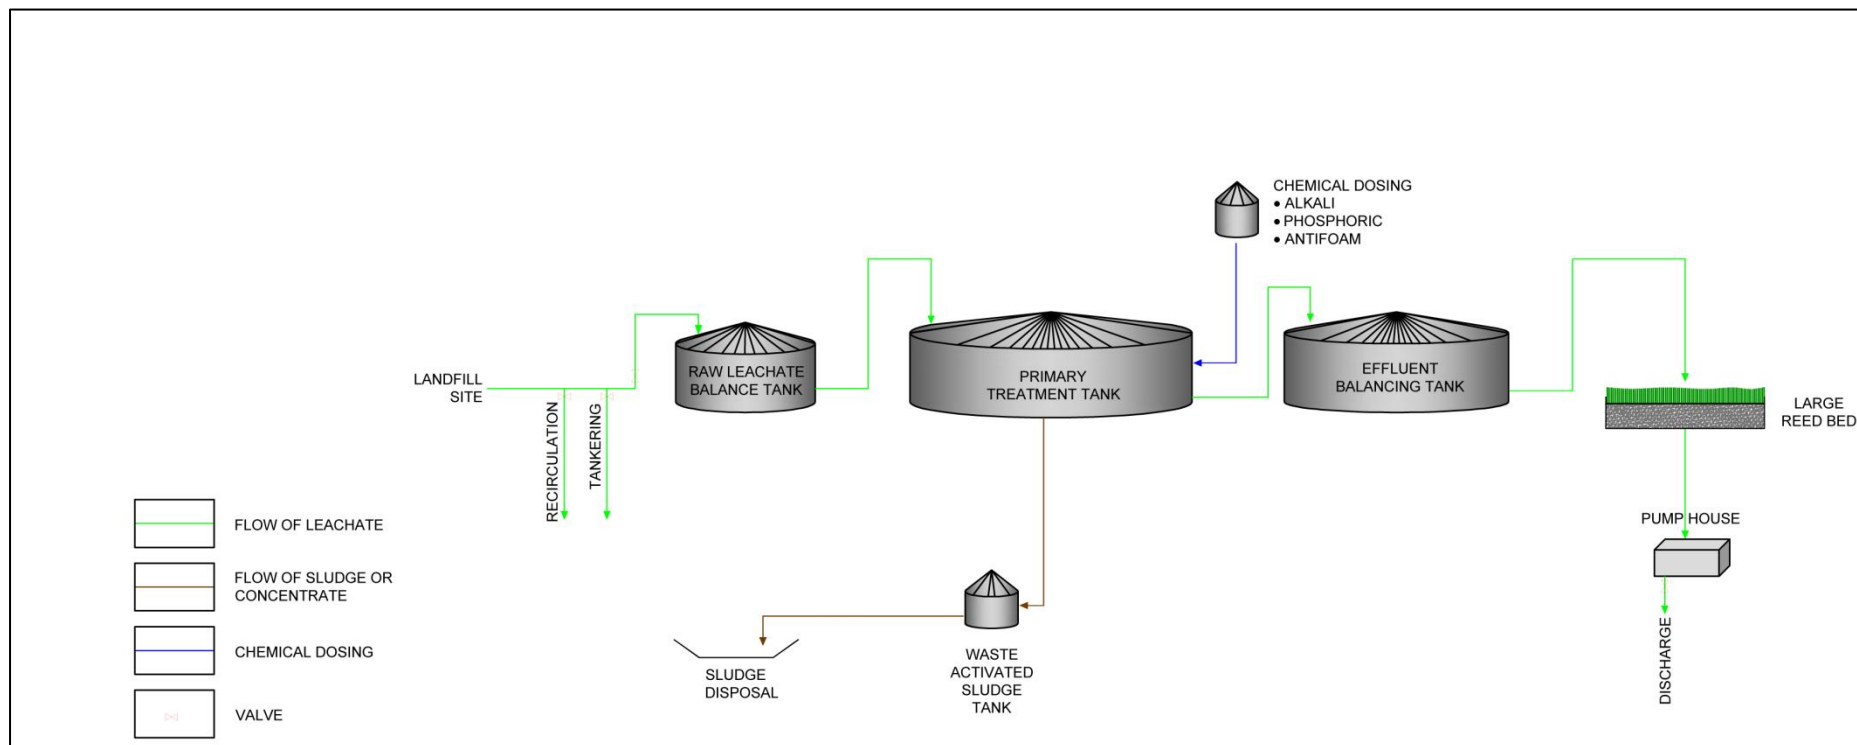 CHEMICAL DOSING
• ALKALI
• PHOSPHORIC
• ANTIFOAM
LANDFILL
SITE
RECIRCULATION
TANKERING
RAW LEACHATE
BALANCE TANK
PRIMARY
TREATMENT TANK
EFFLUENT
BALANCING TANK
LARGE
REED BED
PUMP HOUSE
DISCHARGE
WASTE
ACTIVATED
SLUDGE
TANK
SLUDGE
DISPOSAL
FLOW OF LEACHATE
FLOW OF SLUDGE OR
CONCENTRATE
CHEMICAL DOSING
VALVE